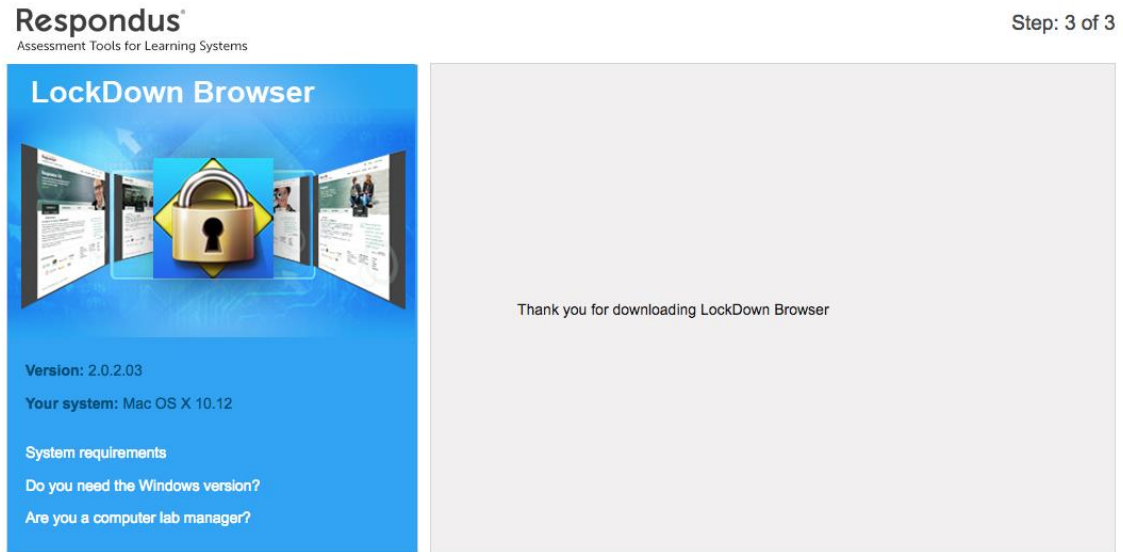 Respondus
Assessment Tools for Learning Systems
Step: 3 of 3
LockDown Browser
Version: 2.0.2.03
Your system: Mac OS X 10.12
System requirements
Do you need the Windows version?
Are you a computer lab manager?
Thank you for downloading LockDown Browser